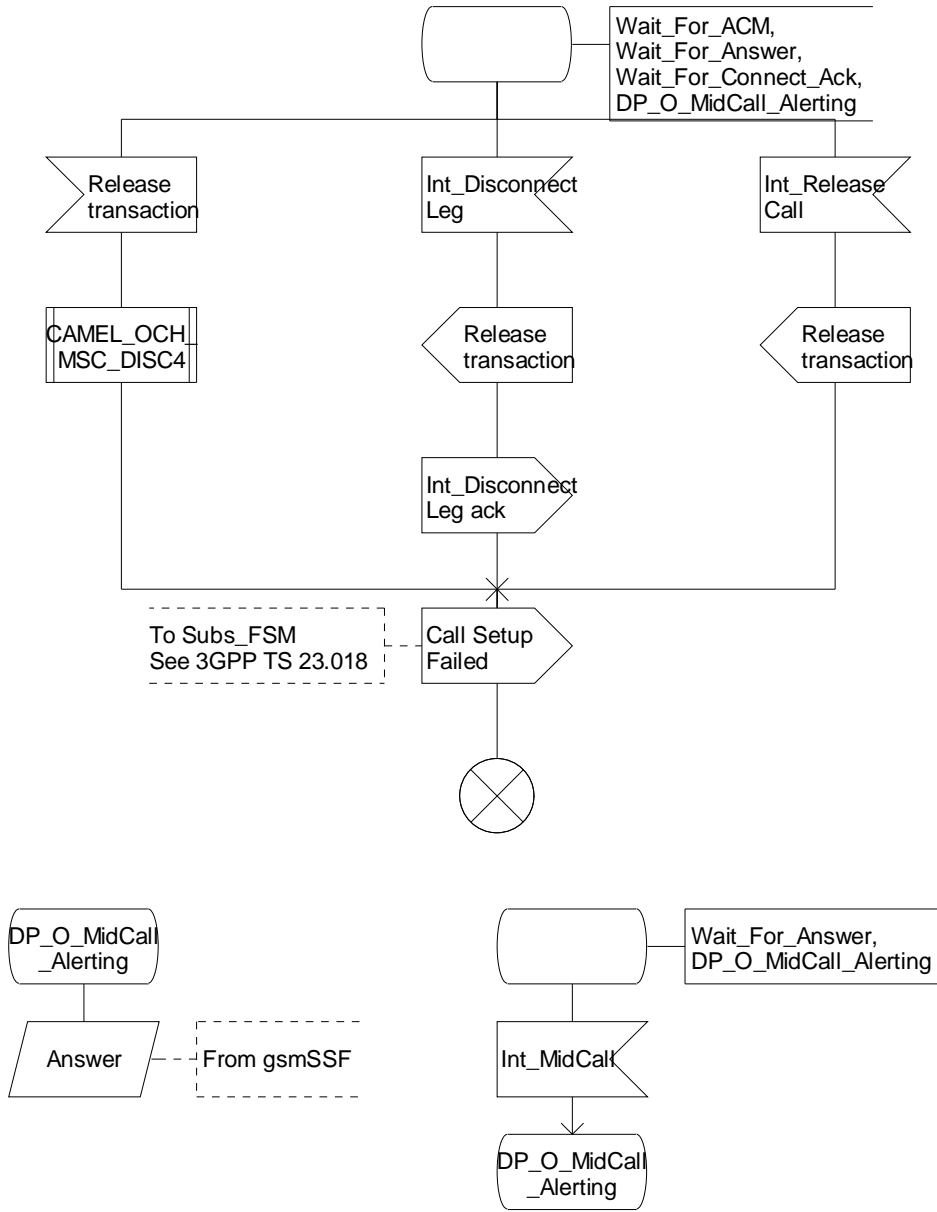 Wait_For_ACM,
Wait_For_Answer,
Wait_For_Connect_Ack,
DP_O_MidCall_Alerting
Release
transaction
Int_Disconnect
Leg
Int_Release
Call
CAMEL_OCH_
MSC_DISC4
Release
transaction
Release
transaction
Int_Disconnect
Leg ack
To Subs_FSM
See 3GPP TS 23.018
Call Setup
Failed
DP_O_MidCall
_Alerting
Wait_For_Answer,
DP_O_MidCall_Alerting
Answer
From gsmSSF
Int_MidCall
DP_O_MidCall
_Alerting